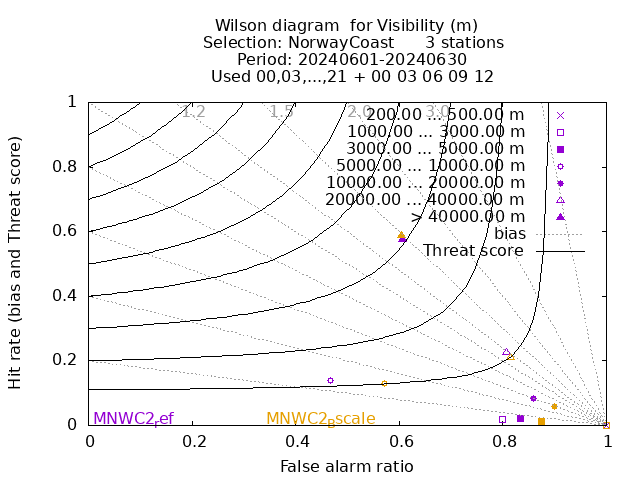 Wilson diagram  for Visibility (m)
Selection: NorwayCoast      3 stations
Period: 20240601-20240630
Used 00,03,...,21 + 00 03 06 09 12
Hit rate (bias and Threat score)
1
0.8
0.6
0.4
0.2
0
1.2
1.5
2.0
3.0
200.00 ... 500.00 m
1000.00 ... 3000.00 m
3000.00 ... 5000.00 m
5000.00 ... 10000.00 m
10000.00 ... 20000.00 m
20000.00 ... 40000.00 m
> 40000.00 m
bias
Threat score
MNWC2ref
MNWC2Bscale
0
0.2
0.4
0.6
0.8
1
False alarm ratio